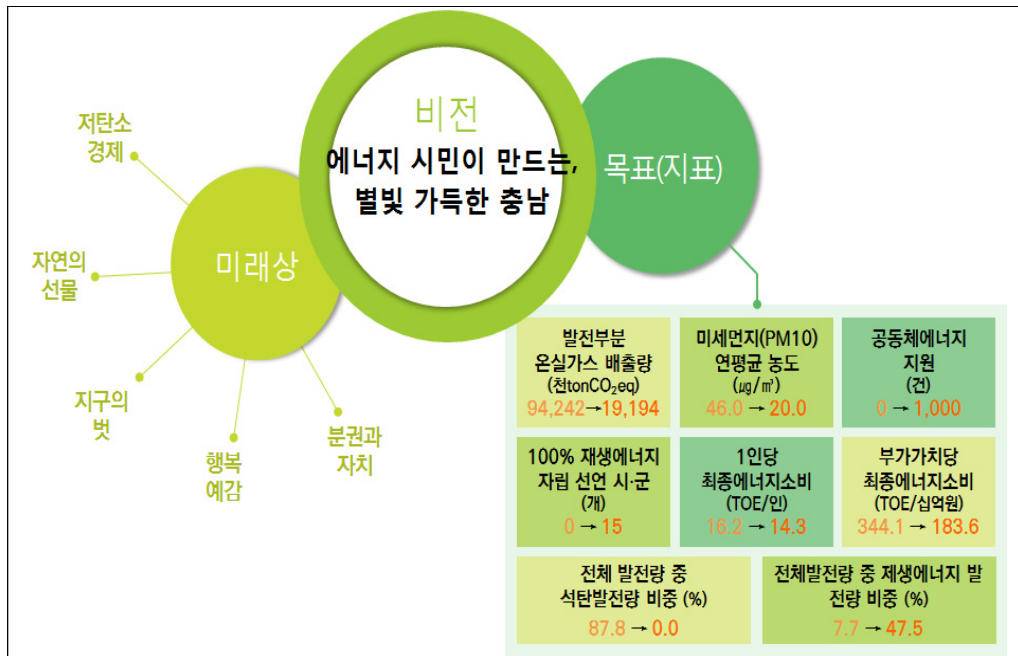 비전
에너지 시민이 만드는,
별빛 가득한 충남
목표(지표)
미래상
저탄소
경제
자연의
선물
지구의
벗
행복
예감
분권과
자치
발전부분
온실가스 배출량
(천tonCO₂eq)
94,242→19,194
미세먼지(PM10)
연평균 농도
(㎍/㎥)
46.0 → 20.0
공동체에너지
지원
(건)
0 → 1,000
100% 재생에너지
자립 선언 시·군
(개)
0 → 15
1인당
최종에너지소비
(TOE/인)
16.2 → 14.3
부가가치당
최종에너지소비
(TOE/십억원)
344.1 → 183.6
전체 발전량 중
석탄발전량 비중 (%)
87.8 → 0.0
전체발전량 중 제생에너지 발
전량 비중 (%)
7.7 → 47.5